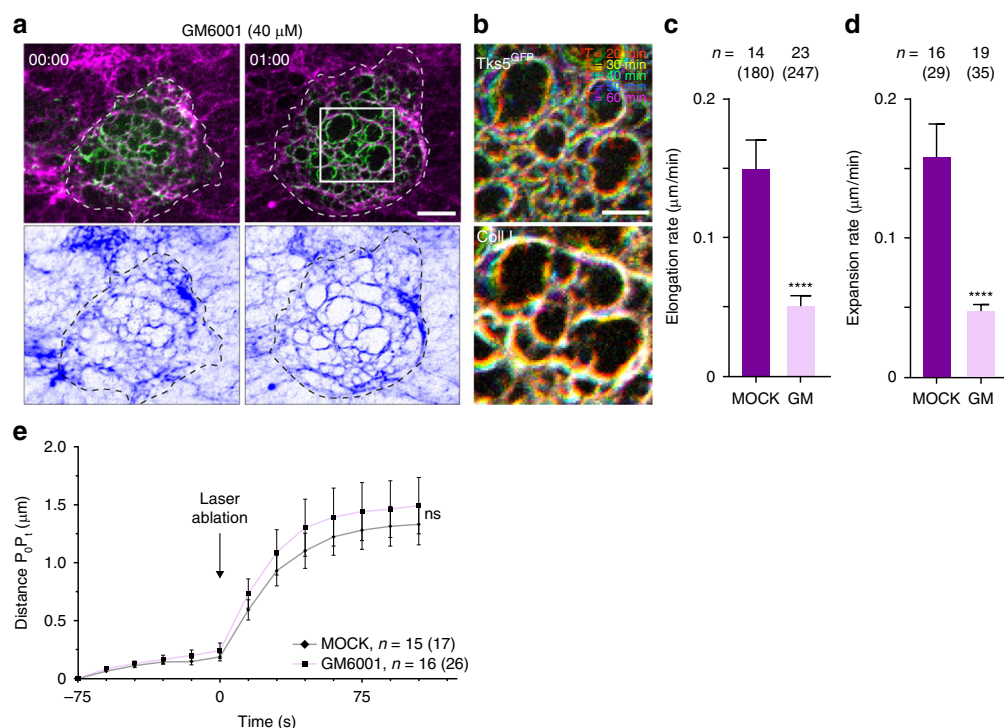 a
GM6001 (40 μM)
00:00
01:00
b
Tks5GFP
T = 20 min
= 30 min
= 40 min
= 60 min
Coll I
c
n = 14 23
(180) (247)
Elongation rate (μm/min)
0.2
0.1
0
****
MOCK GM
d
n = 16 19
(29) (35)
Expansion rate (μm/min)
0.2
0.1
0
****
MOCK GM
e
Distance P0Pt (μm)
2.0
1.5
1.0
0.5
0
Laser
ablation
ns
MOCK, n = 15 (17)
GM6001, n = 16 (26)
–75 0 75
Time (s)